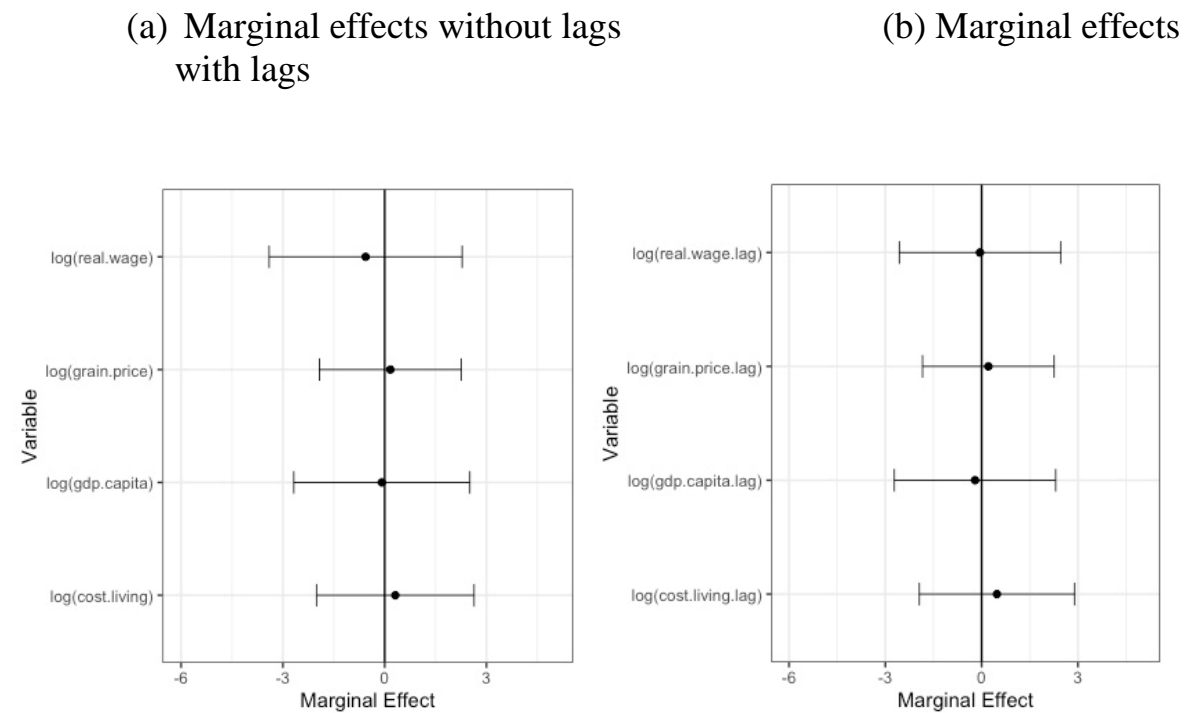 (a) Marginal effects without lags
(b) Marginal effects
with lags
log(real.wage)
log(grain.price)
log(gdp.capita)
log(cost.living)
Variable
-6
-3
0
3
Marginal Effect
log(real.wage.lag)
log(grain.price.lag)
log(gdp.capita.lag)
log(cost.living.lag)
Variable
-6
-3
0
3
Marginal Effect